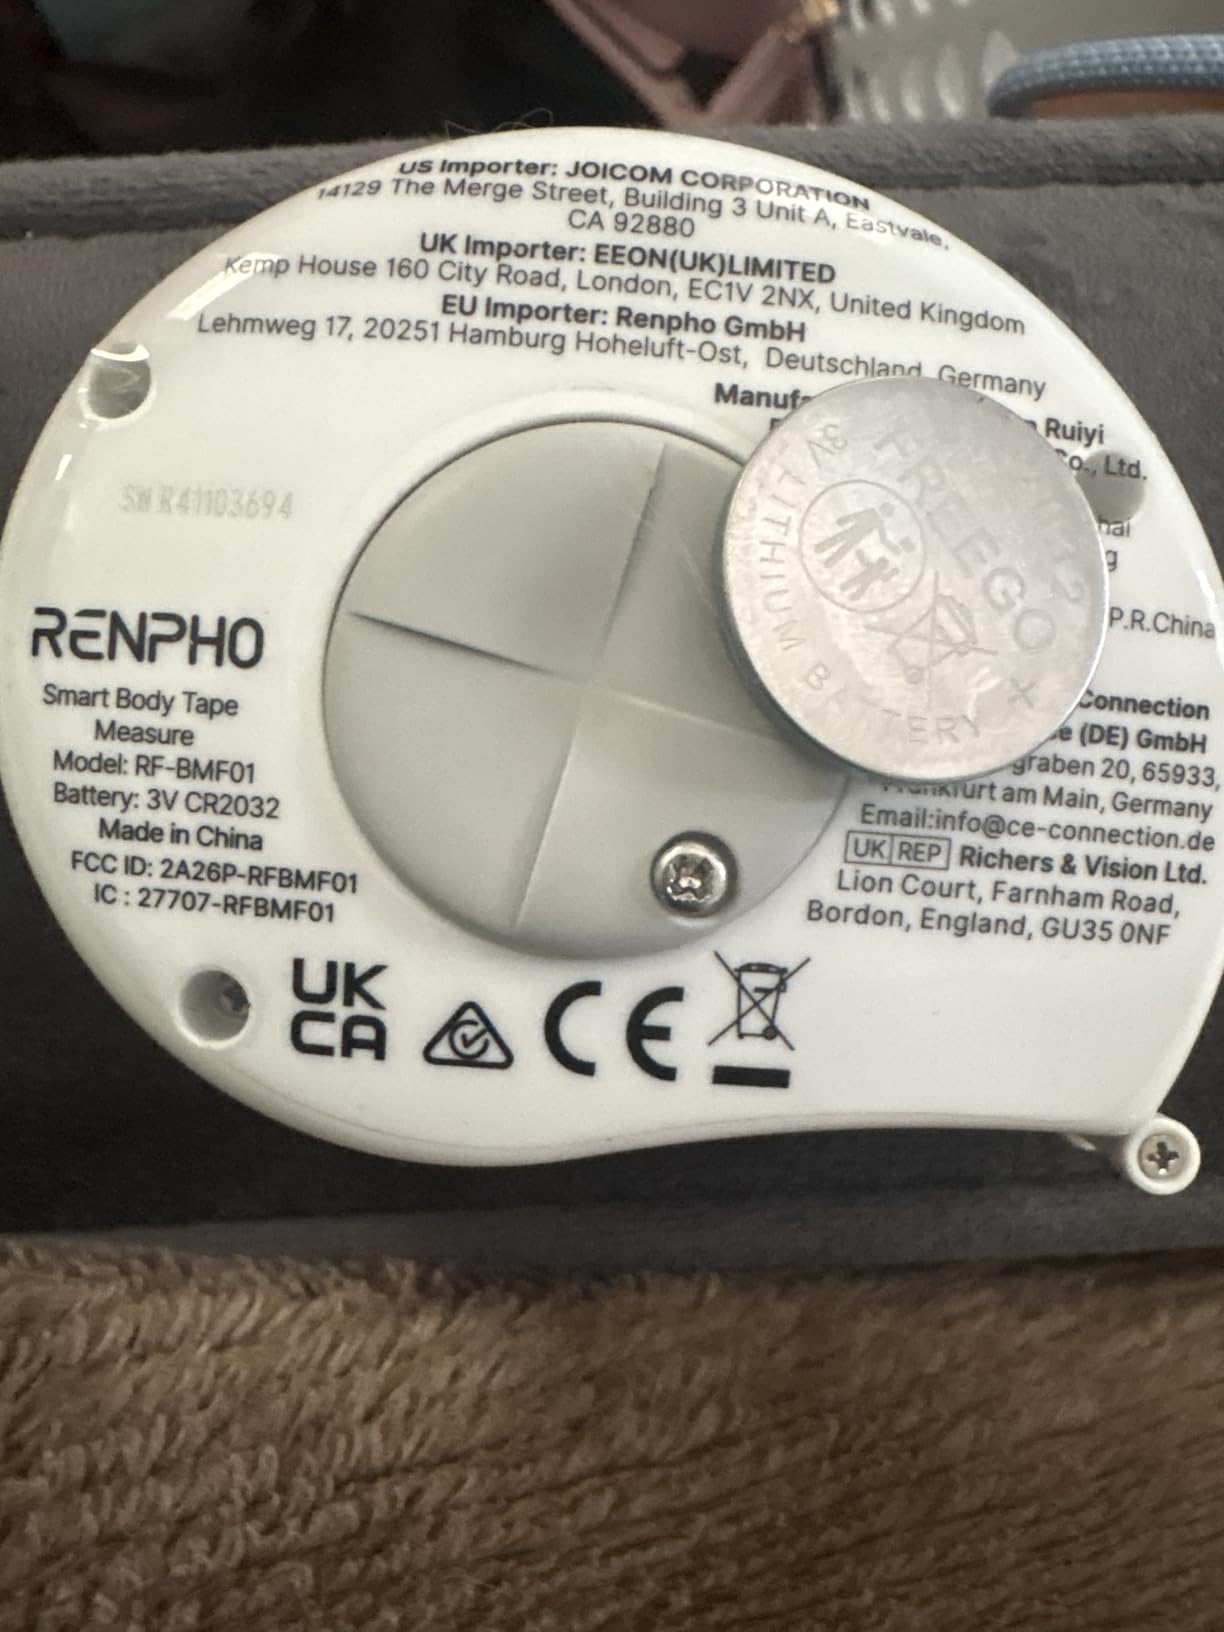 US Importer: JOICOM CORPORATION
14129 The Merge Street, Building 3 Unit A, Eastvale,
CA 92880
UK Importer: EEON(UK)LIMITED
Kemp House 160 City Road, London, EC1V 2NX, United Kingdom
EU Importer: Renpho GmbH
Lehmweg 17, 20251 Hamburg Hoheluft-Ost, Deutschland, Germany
Ruiyi
Co., Ltd.
P.R.China
Connection
(DE) GmbH
20, 65933,
Frankfurt am Main, Germany
Email:info@ce-connection.de
UK REP Richers & Vision Ltd.
Lion Court, Farnham Road,
Bordon, England, GU35 0NF
SWR41103694
RENPHO
Smart Body Tape
Measure
Model: RF-BMF01
Battery: 3V CR2032
Made in China
FCC ID: 2A26P-RFBMF01
IC : 27707-RFBMF01
UK
CA
CE
3V LITHIUM BATTERY +